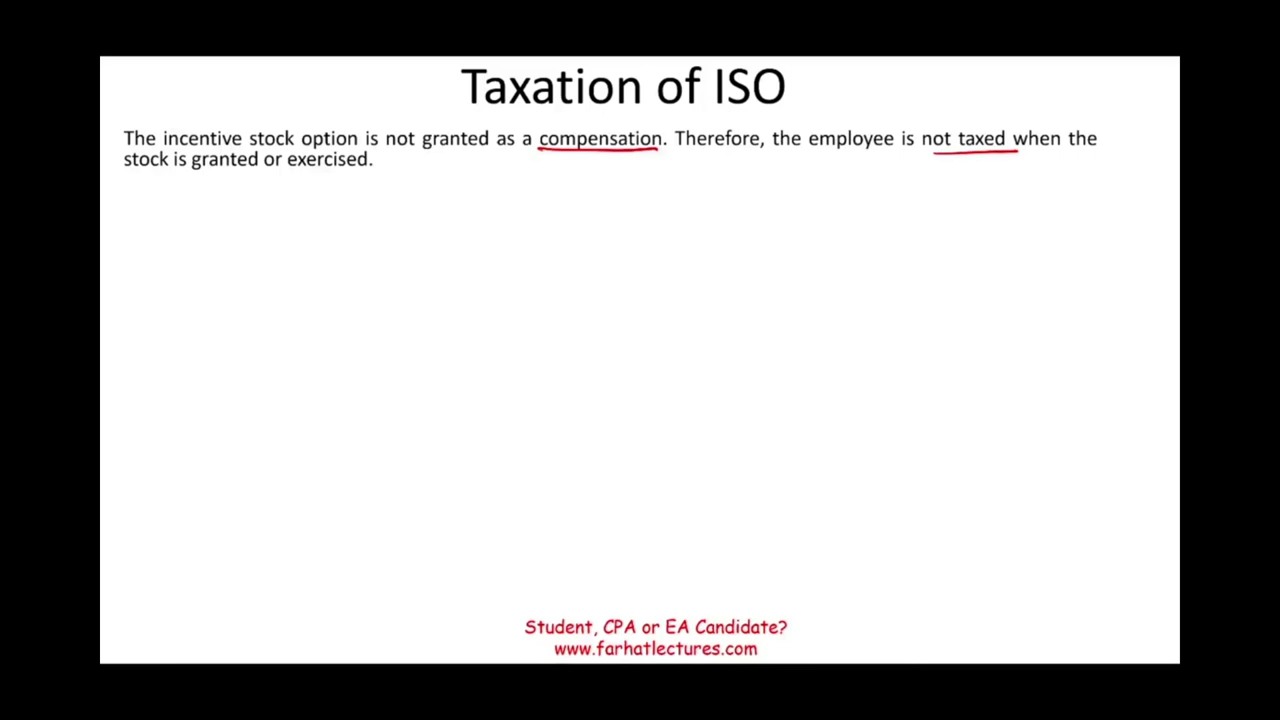 Taxation of ISO
The incentive stock option is not granted as a compensation. Therefore, the employee is not taxed when the
stock is granted or exercised.
Student, CPA or EA Candidate?
www.farhatlectures.com